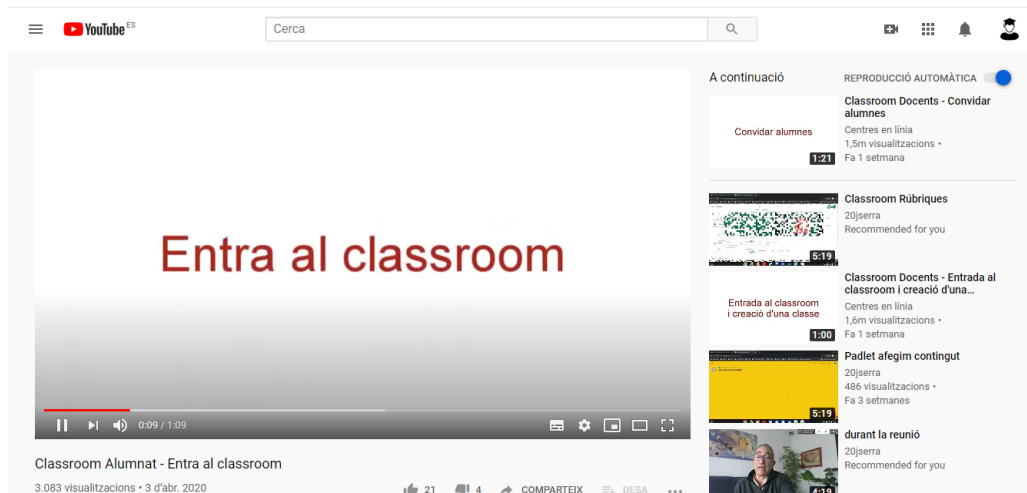 YouTube ES
Cerca
Entra al classroom
0:09 / 1:09
Classroom Alumnat - Entra al classroom
3.083 visualitzacions • 3 d'abr. 2020
21
4
COMPARTEIX
DESA
A continuació
REPRODUCCIÓ AUTOMÀTICA
Convidar alumnes
1:21
Classroom Docents - Convidar
alumnes
Centres en línia
1,5m visualitzacions •
Fa 1 setmana
5:19
Classroom Rúbriques
20jserra
Recommended for you
Entrada al classroom
i creació d'una classe
1:00
Classroom Docents - Entrada al
classroom i creació d'una...
Centres en línia
1,6m visualitzacions •
Fa 1 setmana
5:19
Padlet afegim contingut
20jserra
486 visualitzacions •
Fa 3 setmanes
4:19
durant la reunió
20jserra
Recommended for you